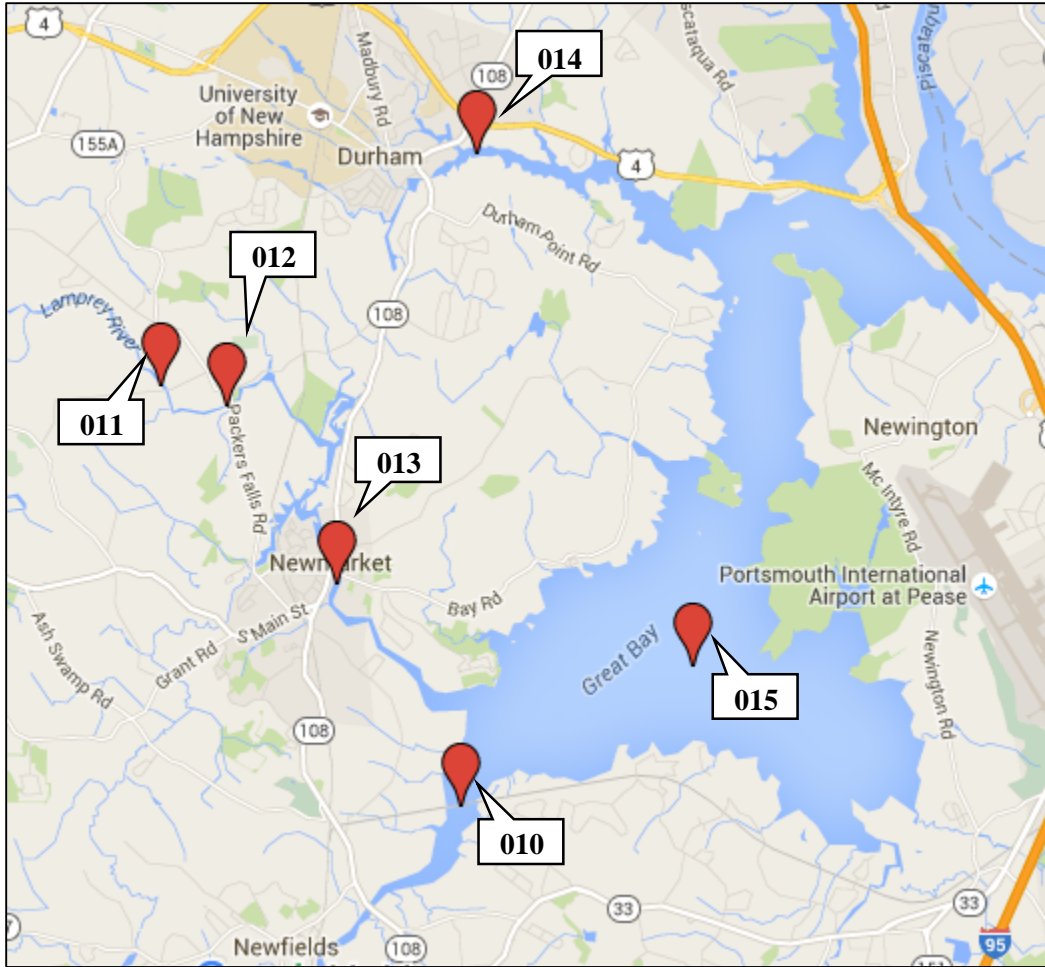 4
4
Piscataqua
Madbury Rd
Piscataqua Rd
014
108
University
of New
Hampshire
155A
Durham
4
Durham Point Rd
012
Lamprey River
108
011
Packers Falls Rd
013
Newington
Mc Intyre Rd
Newmarket
Portsmouth International
Airport at Pease
Bay Rd
S Main St
Ash Swamp Rd
Grant Rd
Great Bay
015
Newington Rd
108
010
33
33
Newfields
108
95
151